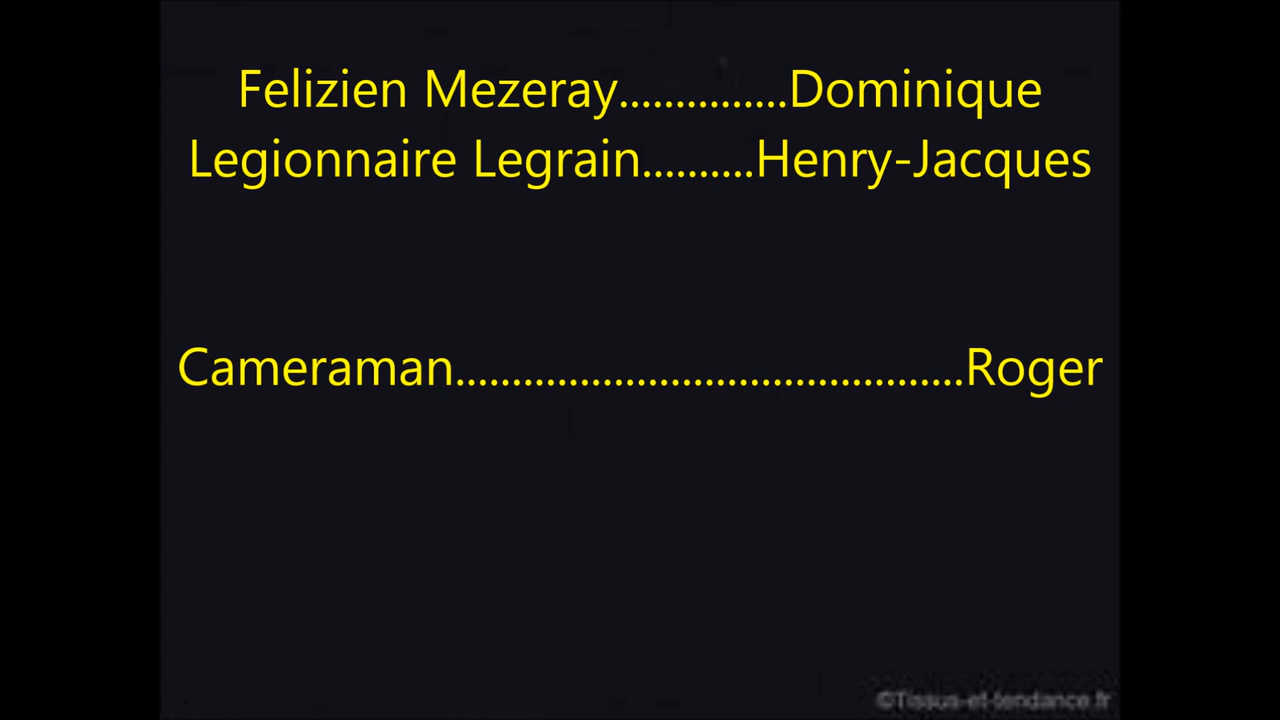 Felizien Mezeray...............Dominique
Legionnaire Legrain..........Henry-Jacques
Cameraman.............................................Roger
©Tissus-et-tendance.fr